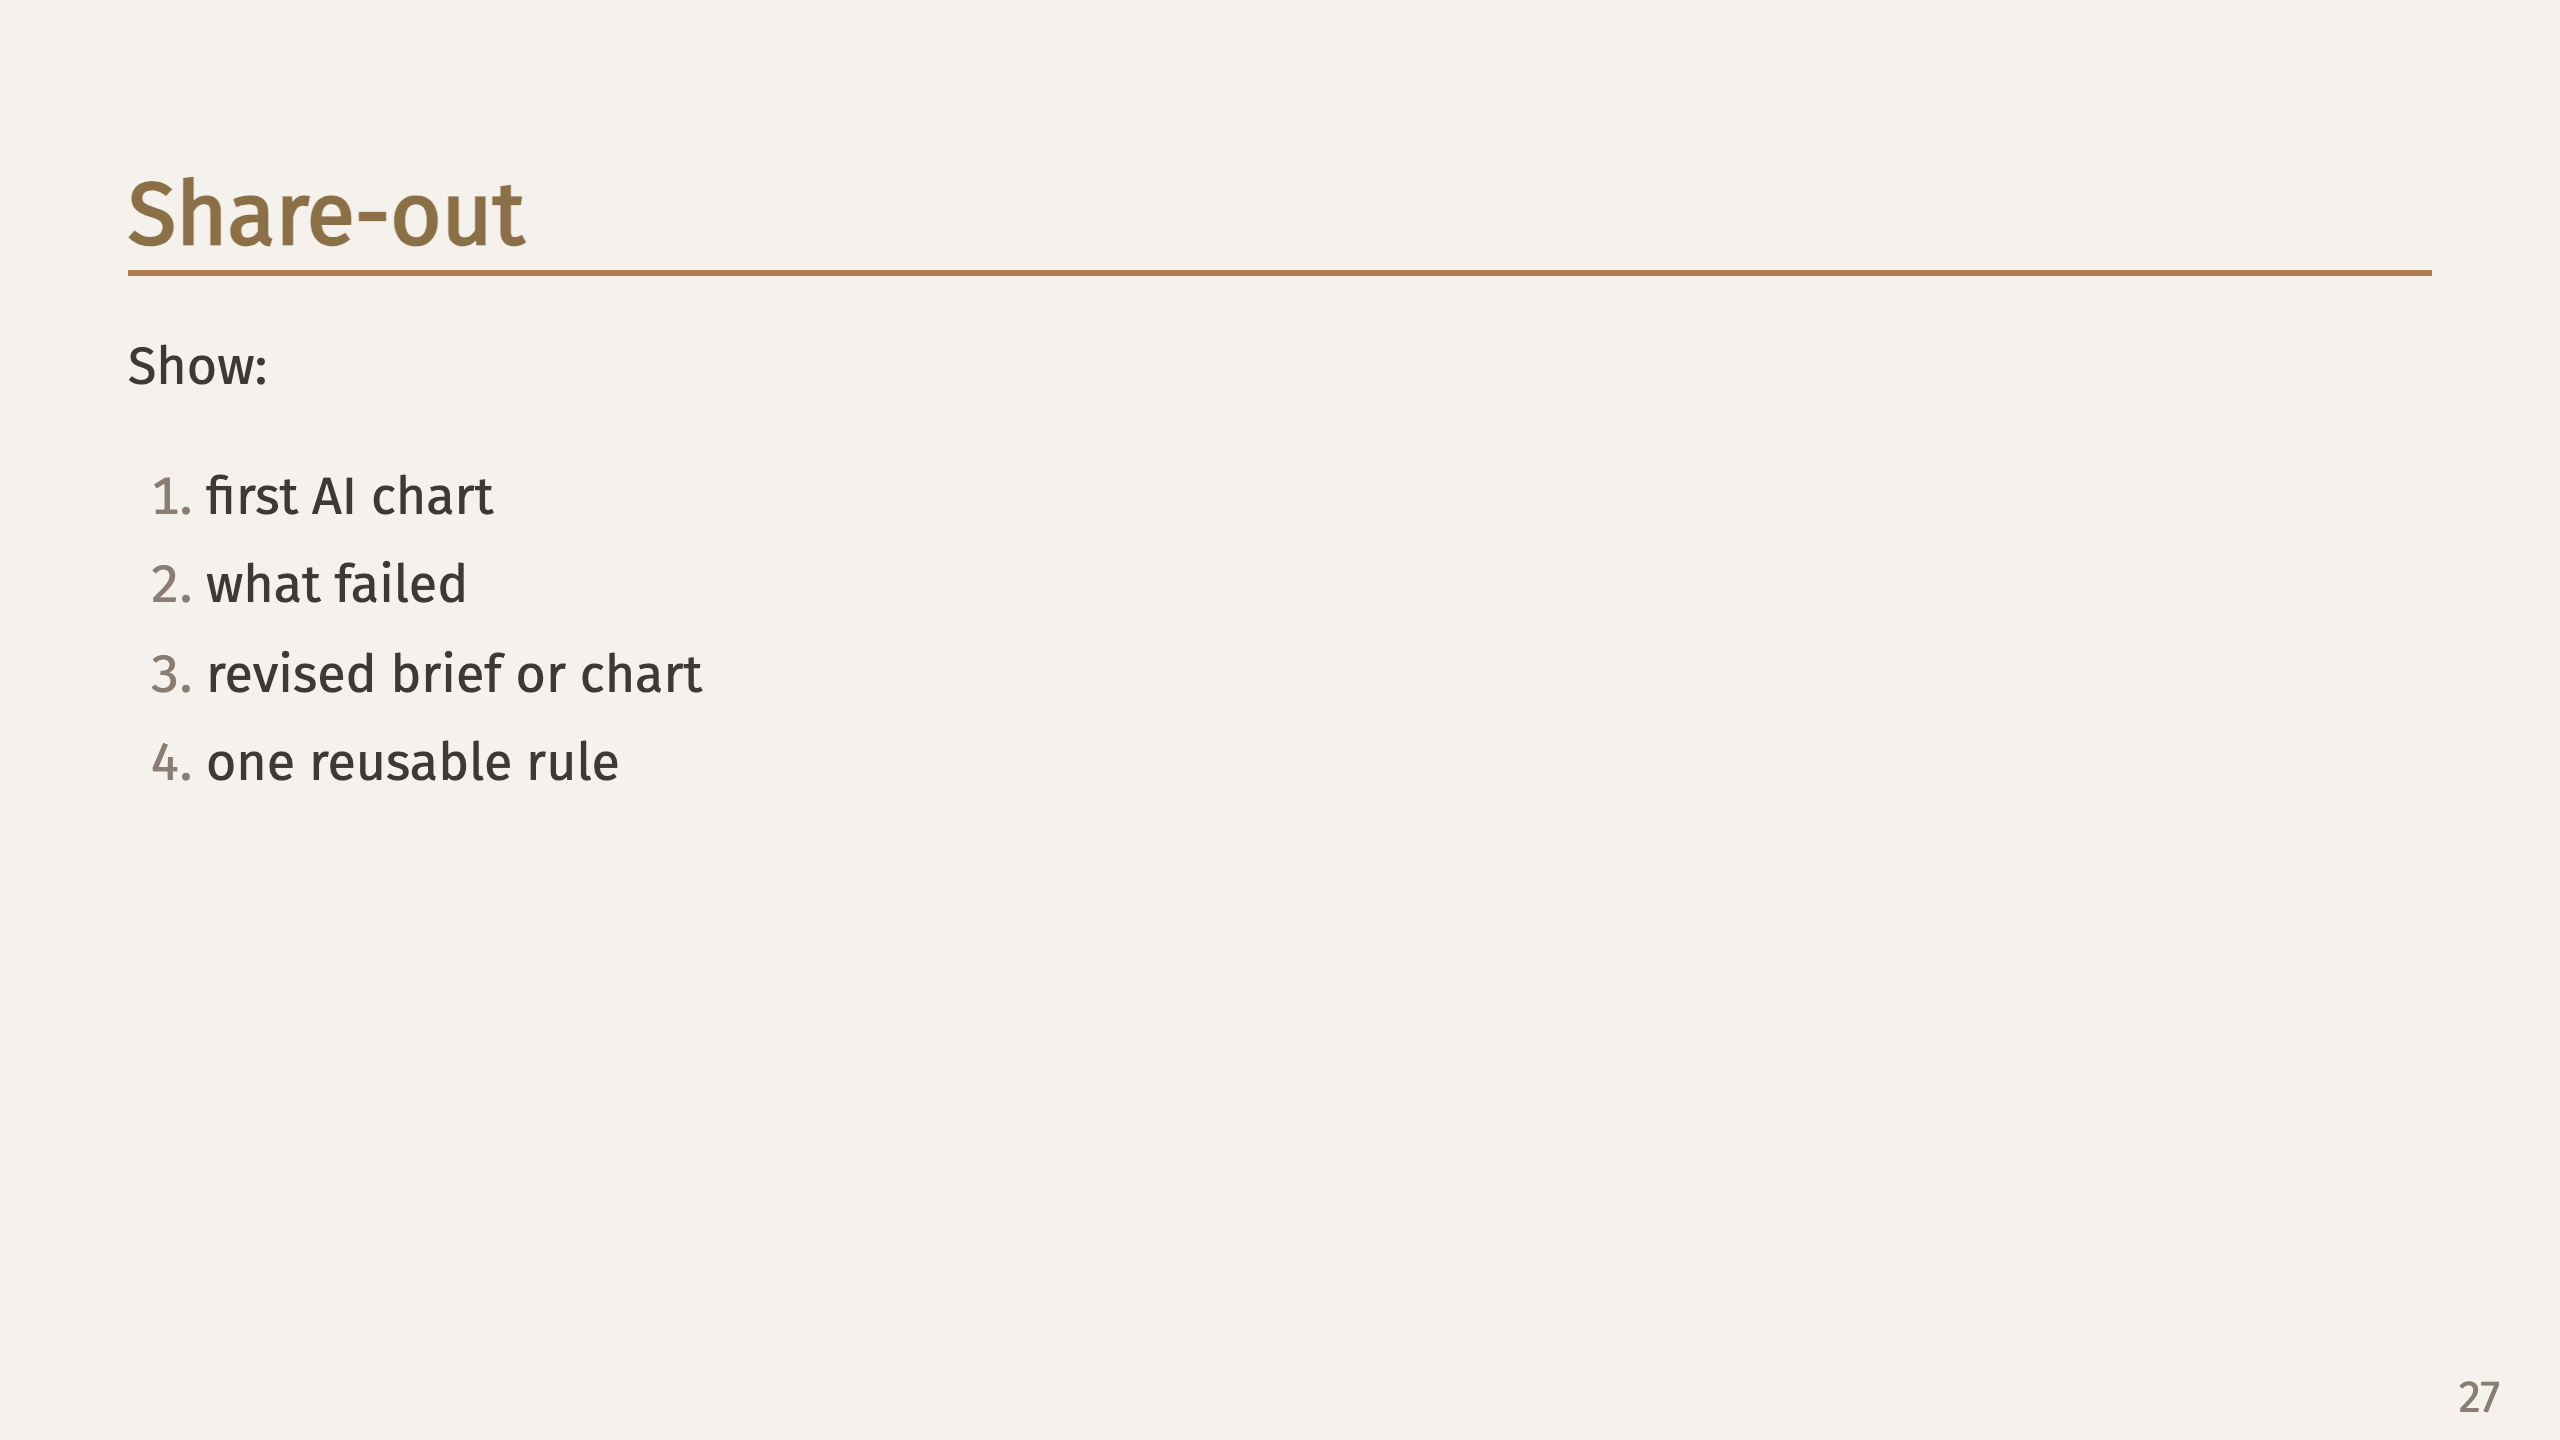 Share-out
Show:
1. first AI chart
2. what failed
3. revised brief or chart
4. one reusable rule
27